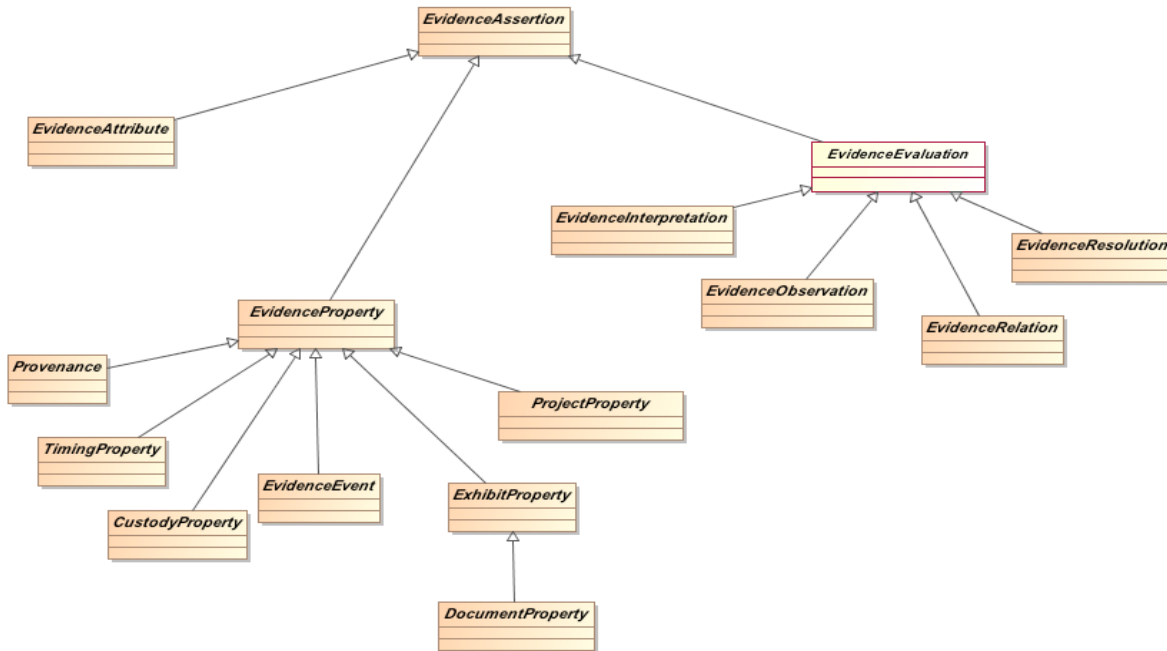 EvidenceAssertion
EvidenceAttribute
EvidenceEvaluation
EvidenceInterpretation
EvidenceResolution
EvidenceObservation
EvidenceProperty
EvidenceRelation
Provenance
ProjectProperty
TimingProperty
EvidenceEvent
ExhibitProperty
CustodyProperty
DocumentProperty